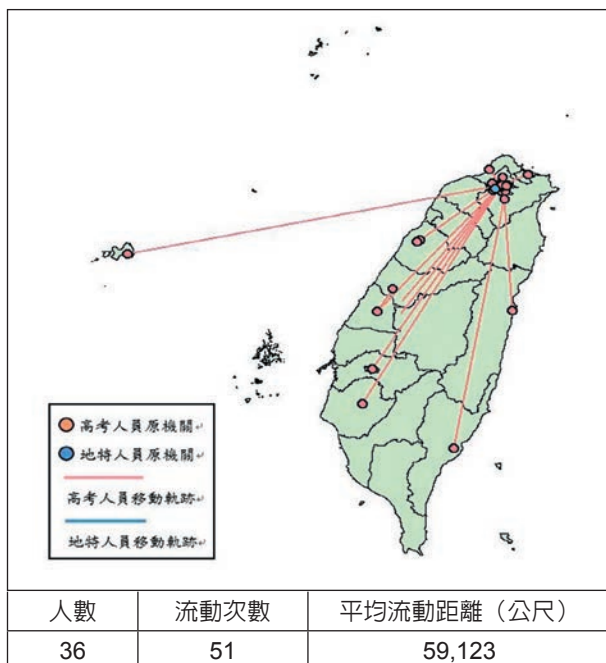 高考人員原機關
地特人員原機關
高考人員移動軌跡
地特人員移動軌跡
人數 流動次數 平均流動距離（公尺）
36 51 59,123